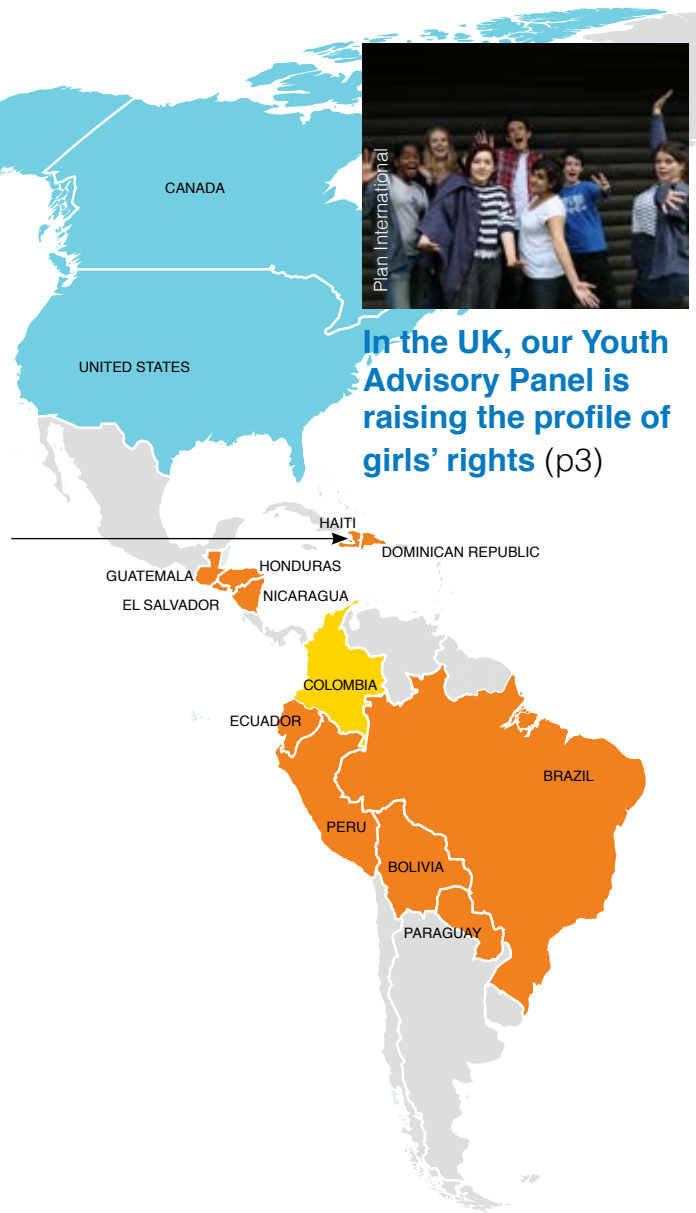 CANADA
Plan International
UNITED STATES
In the UK, our Youth
Advisory Panel is
raising the profile of
girls’ rights (p3)
HAITI
DOMINICAN REPUBLIC
GUATEMALA
HONDURAS
EL SALVADOR
NICARAGUA
COLOMBIA
ECUADOR
BRAZIL
PERU
BOLIVIA
PARAGUAY